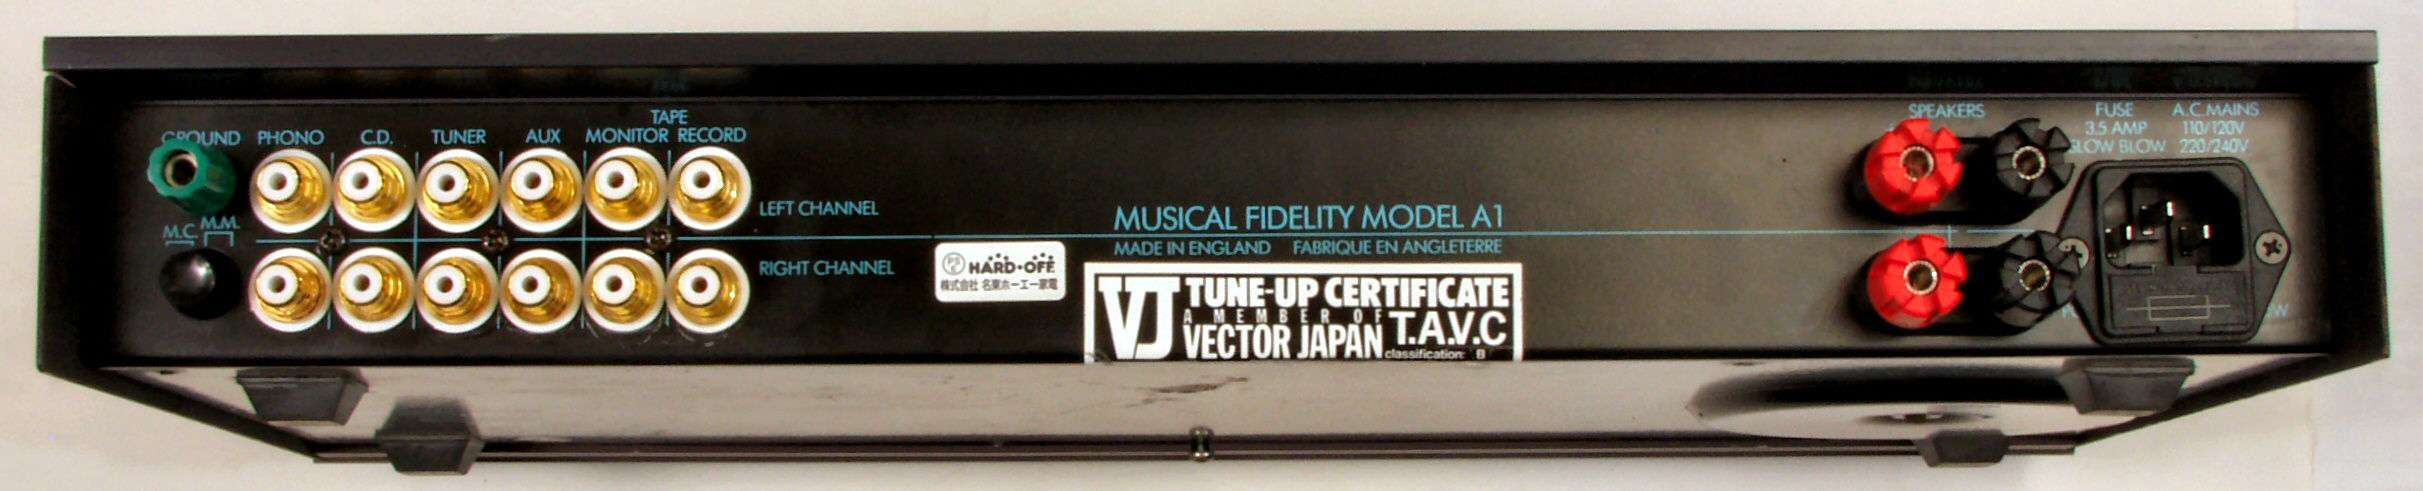 GROUND PHONO C.D. TUNER AUX
TAPE
MONITOR RECORD
LEFT CHANNEL
M.C. M.M.
RIGHT CHANNEL
MUSICAL FIDELITY MODEL A1
MADE IN ENGLAND FABRIQUE EN ANGLETERRE
HARD・OFF
株式会社 名東ホーエー家電
VJ
TUNE-UP CERTIFICATE
A MEMBER OF
VECTOR JAPAN
T.A.V.C
classification: B
SPEAKERS
FUSE
3.5 AMP
SLOW BLOW
A.C. MAINS
110/120V
220/240V